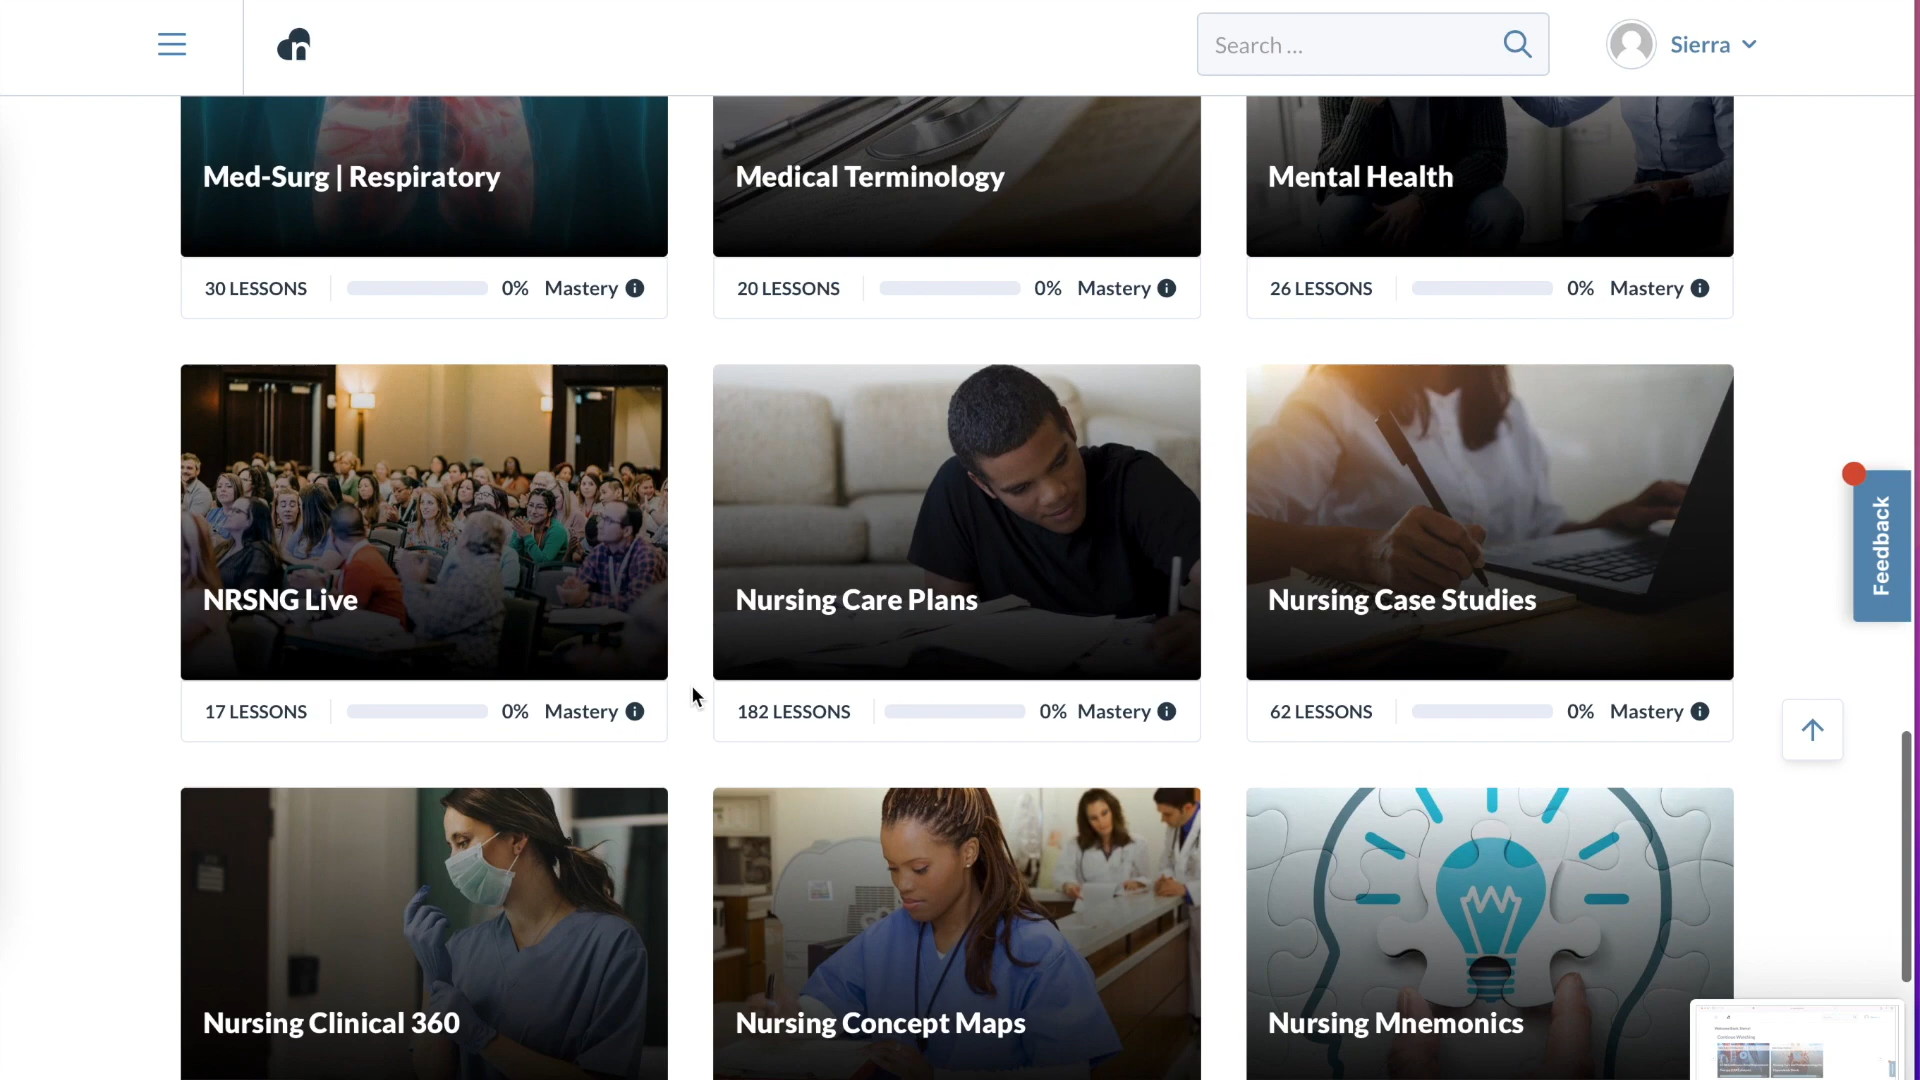 n
Search ...
Sierra
Med-Surg | Respiratory
Medical Terminology
Mental Health
30 LESSONS 0% Mastery
20 LESSONS 0% Mastery
26 LESSONS 0% Mastery
NRSNG Live
Nursing Care Plans
Nursing Case Studies
Feedback
17 LESSONS 0% Mastery
182 LESSONS 0% Mastery
62 LESSONS 0% Mastery
Nursing Clinical 360
Nursing Concept Maps
Nursing Mnemonics